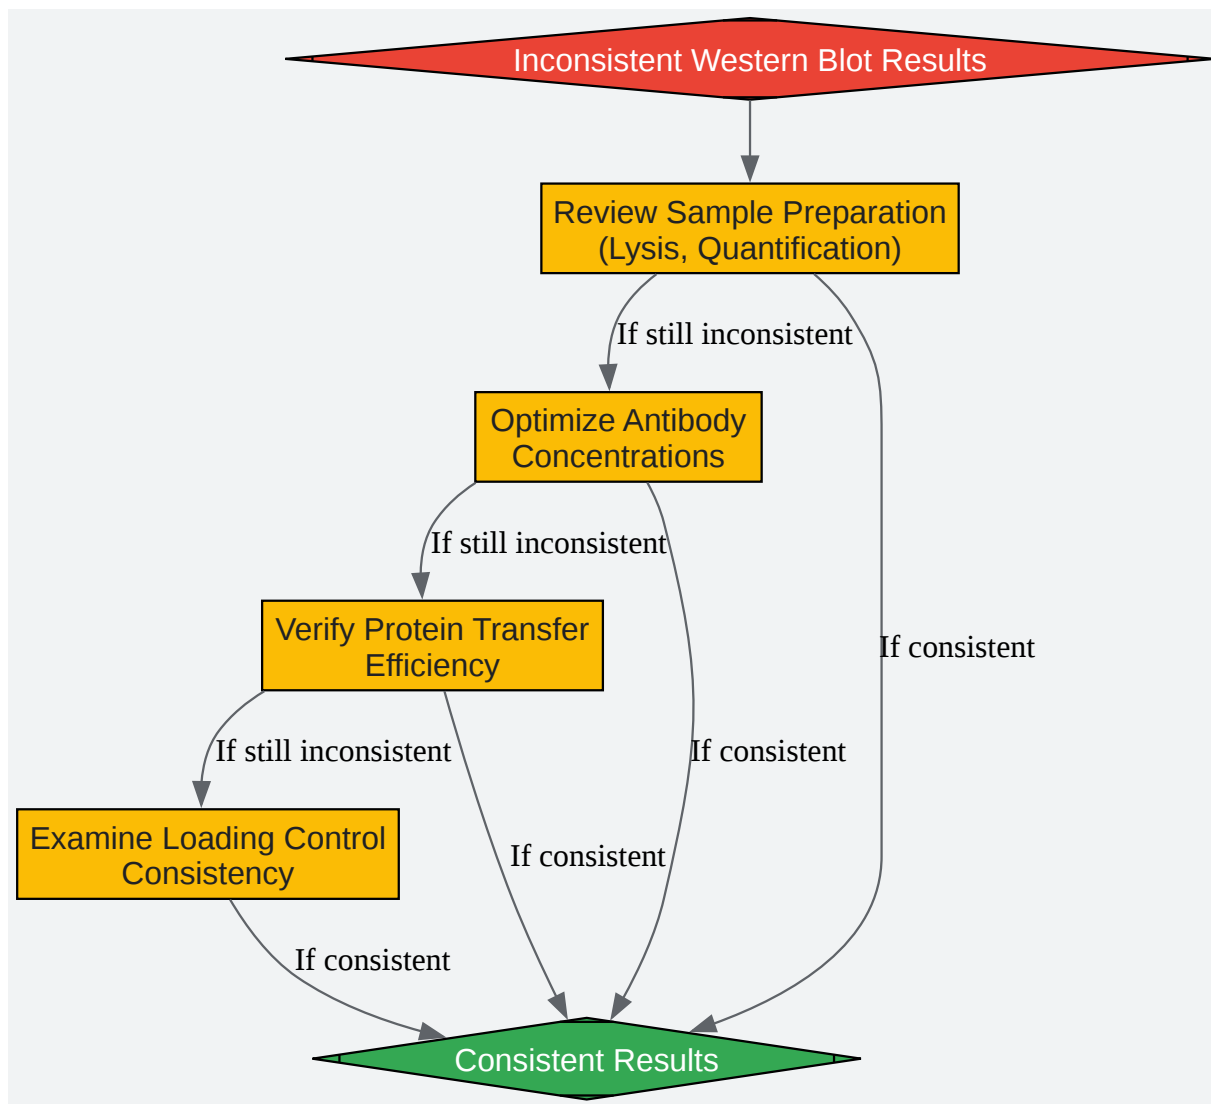 Inconsistent Western Blot Results
Review Sample Preparation
(Lysis, Quantification)
If still inconsistent
Optimize Antibody
Concentrations
If still inconsistent
Verify Protein Transfer
Efficiency
If consistent
If still inconsistent
If consistent
Examine Loading Control
Consistency
If consistent
If consistent
Consistent Results